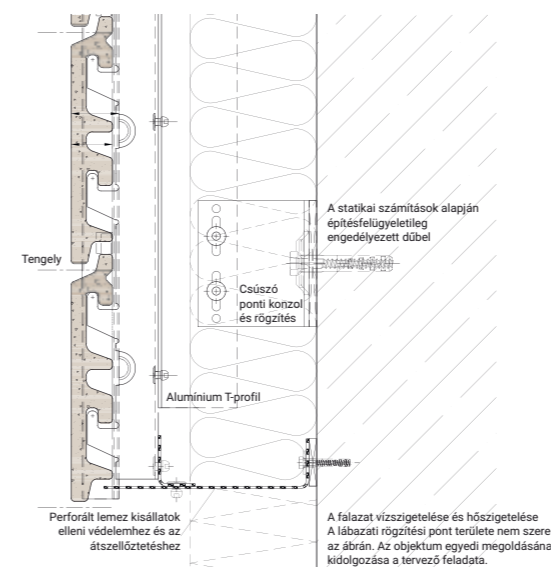 A statikai számítások alapján
építésfelügyeletileg
engedélyezett dűbel
Tengely
Csúszó
ponti konzol
és rögzítés
Alumínium T-profil
Perforált lemez kisállatok
elleni védelemhez és az
átszellőztetéshez
A falazat vízszigetelése és hőszigetelése
A lábazati rögzítési pont területe nem szere
az ábrán. Az objektum egyedi megoldásána
kidolgozása a tervező feladata.